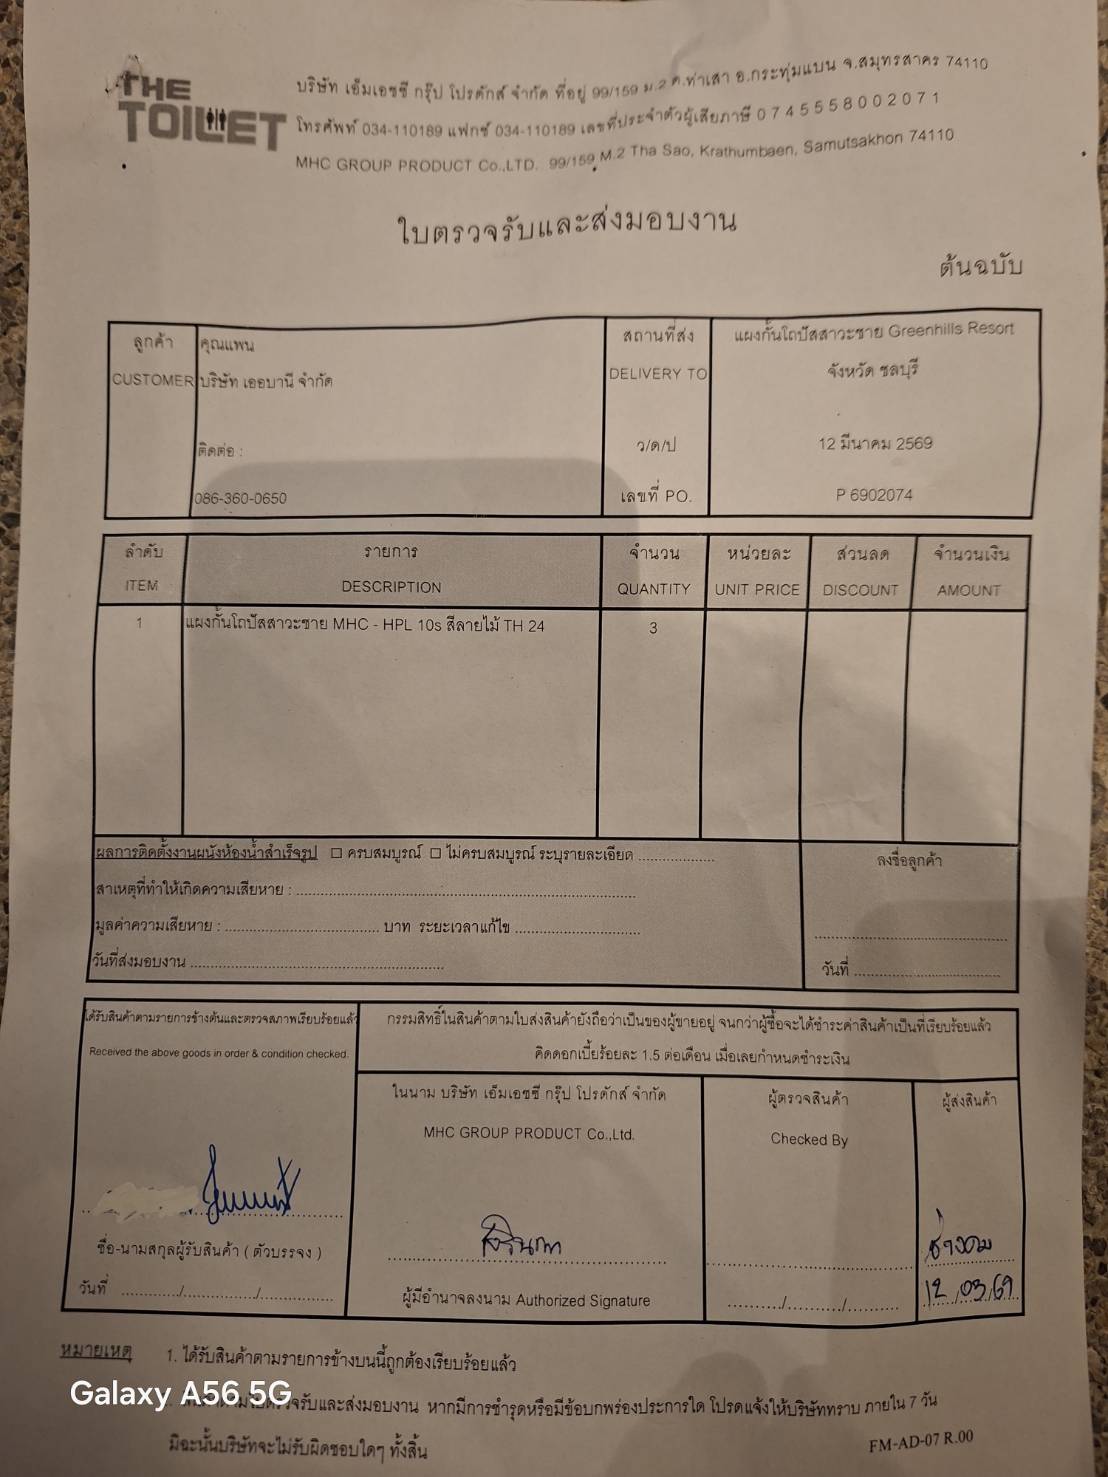 THE TOILET
บริษัท เอ็มเอชซี กรุ๊ป โปรดักส์ จำกัด ที่อยู่ 99/159 ม.2 ต.ท่าเสา อ.กระทุ่มแบน จ.สมุทรสาคร 74110
โทรศัพท์ 034-110189 แฟกซ์ 034-110189 เลขที่ประจำตัวผู้เสียภาษี 0 7 4 5 5 5 8 0 0 2 0 7 1
MHC GROUP PRODUCT Co.,LTD. 99/159 M.2 Tha Sao, Krathumbaen, Samutsakhon 74110
ใบตรวจรับและส่งมอบงาน
ต้นฉบับ
ลูกค้า คุณแพน สถานที่ส่ง แผงกั้นโถปัสสาวะชาย Greenhills Resort
CUSTOMER บริษัท เออบานี จำกัด DELIVERY TO จังหวัด ชลบุรี
ติดต่อ : ว/ด/ป 12 มีนาคม 2569
086-360-0650 เลขที่ PO. P 6902074
ลำดับ รายการ จำนวน หน่วยละ ส่วนลด จำนวนเงิน
ITEM DESCRIPTION QUANTITY UNIT PRICE DISCOUNT AMOUNT
1 แผงกั้นโถปัสสาวะชาย MHC - HPL 10s สีลายไม้ TH 24 3
ผลการติดตั้งงานผนังห้องน้ำสำเร็จรูป ☐ ครบสมบูรณ์ ☐ ไม่ครบสมบูรณ์ ระบุรายละเอียด .................. ลงชื่อลูกค้า
สาเหตุที่ทำให้เกิดความเสียหาย : ..................
มูลค่าความเสียหาย : .................. บาท ระยะเวลาแก้ไข ..................
วันที่ส่งมอบงาน .................. วันที่ ..................
ได้รับสินค้าตามรายการข้างต้นและตรวจสภาพเรียบร้อยแล้ว กรรมสิทธิ์ในสินค้าตามใบส่งสินค้ายังถือว่าเป็นของผู้ขายอยู่ จนกว่าผู้ซื้อจะได้ชำระค่าสินค้าเป็นที่เรียบร้อยแล้ว
Received the above goods in order & condition checked. คิดดอกเบี้ยร้อยละ 1.5 ต่อเดือน เมื่อเลยกำหนดชำระเงิน
ในนาม บริษัท เอ็มเอชซี กรุ๊ป โปรดักส์ จำกัด ผู้ตรวจสินค้า ผู้ส่งสินค้า
MHC GROUP PRODUCT Co.,Ltd. Checked By
ช่างคม
ชื่อ-นามสกุลผู้รับสินค้า ( ตัวบรรจง ) 12/03/69
วันที่ ............/............/............ ผู้มีอำนาจลงนาม Authorized Signature ........../........../..........
หมายเหตุ 1. ได้รับสินค้าตามรายการข้างบนนี้ถูกต้องเรียบร้อยแล้ว
Galaxy A56 5G
รับและส่งมอบงาน หากมีการชำรุดหรือมีข้อบกพร่องประการใด โปรดแจ้งให้บริษัททราบ ภายใน 7 วัน
มิฉะนั้นบริษัทจะไม่รับผิดชอบใดๆ ทั้งสิ้น
FM-AD-07 R.00